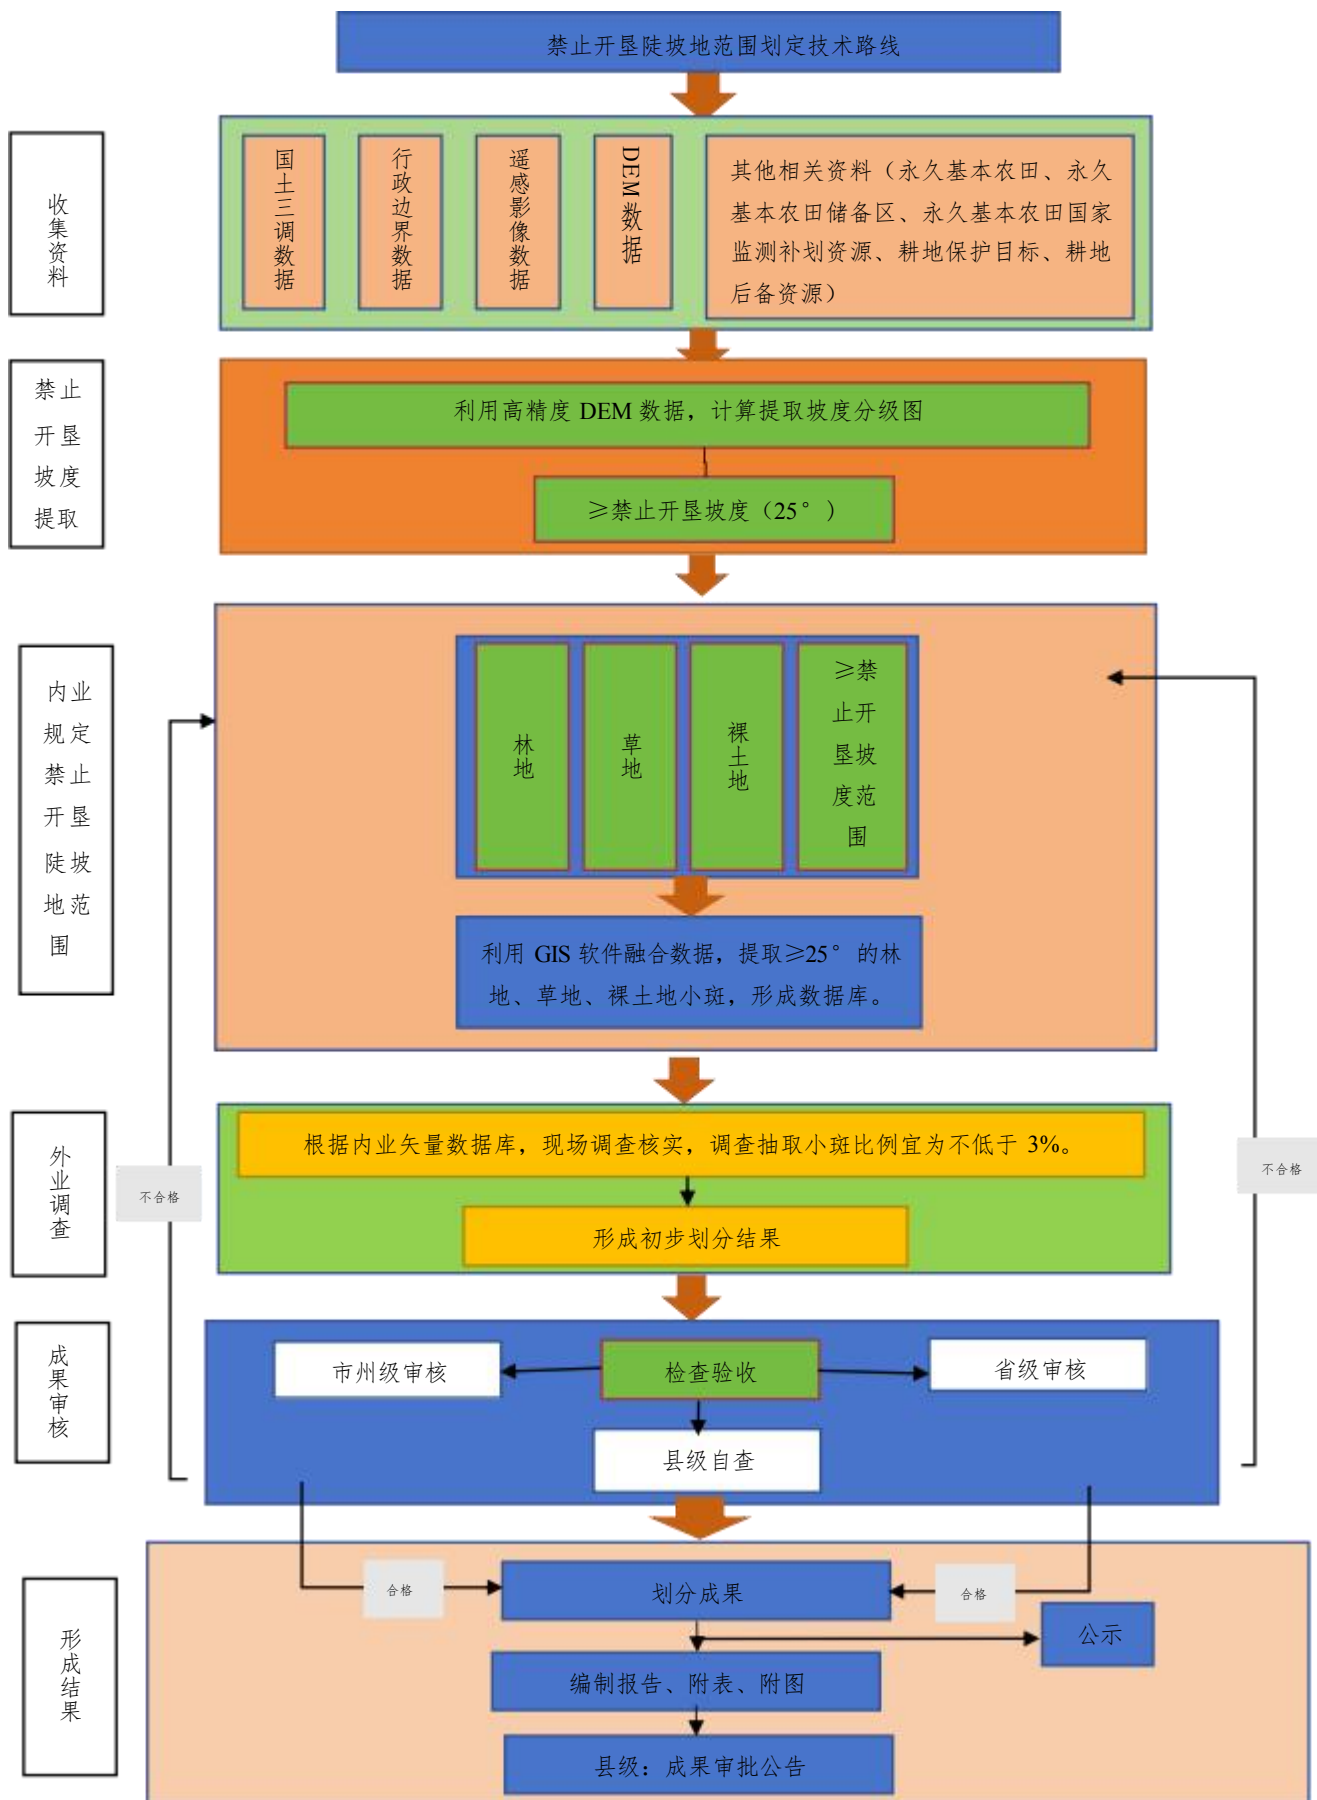 禁止开垦陡坡地范围划定技术路线
收集资料
国土三调数据
行政边界数据
遥感影像数据
DEM数据
其他相关资料（永久基本农田、永久
基本农田储备区、永久基本农田国家
监测补划资源、耕地保护目标、耕地
后备资源）
禁止
开垦
坡度
提取
利用高精度 DEM 数据，计算提取坡度分级图
≥禁止开垦坡度（25°）
内业
规定
禁止
开垦
陡坡
地范
围
林地
草地
裸土地
≥禁
止开
垦坡
度范
围
利用 GIS 软件融合数据，提取≥25°的林
地、草地、裸土地小斑，形成数据库。
外业调查
不合格
根据内业矢量数据库，现场调查核实，调查抽取小斑比例宜为不低于 3%。
形成初步划分结果
不合格
成果审核
市州级审核
检查验收
省级审核
县级自查
形成结果
合格
划分成果
合格
公示
编制报告、附表、附图
县级：成果审批公告